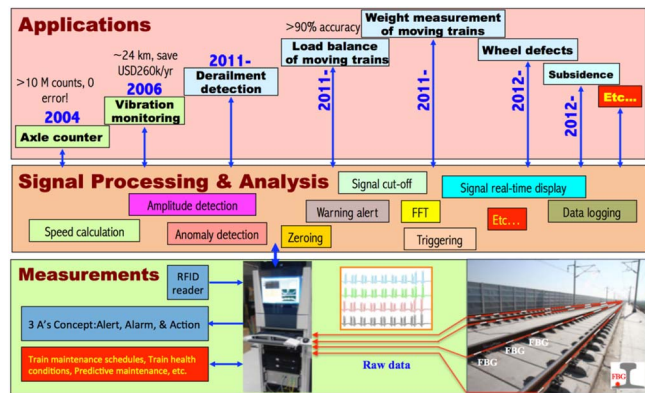 Applications
>10 M counts, 0
error!
2004
Axle counter
~24 km, save
USD260k/yr
2006
Vibration
monitoring
2011-
Derailment
detection
>90% accuracy
Load balance
of moving trains
2011-
Weight measurement
of moving trains
2011-
Wheel defects
2012-
Subsidence
2012-
Etc...
Signal Processing & Analysis
Signal cut-off
Signal real-time display
Amplitude detection
Warning alert
FFT
Etc...
Data logging
Speed calculation
Anomaly detection
Zeroing
Triggering
Measurements
RFID
reader
3 A's Concept:Alert, Alarm, & Action
Train maintenance schedules, Train health
conditions, Predictive maintenance, etc.
Raw data
FBG
FBG
FBG
FBG